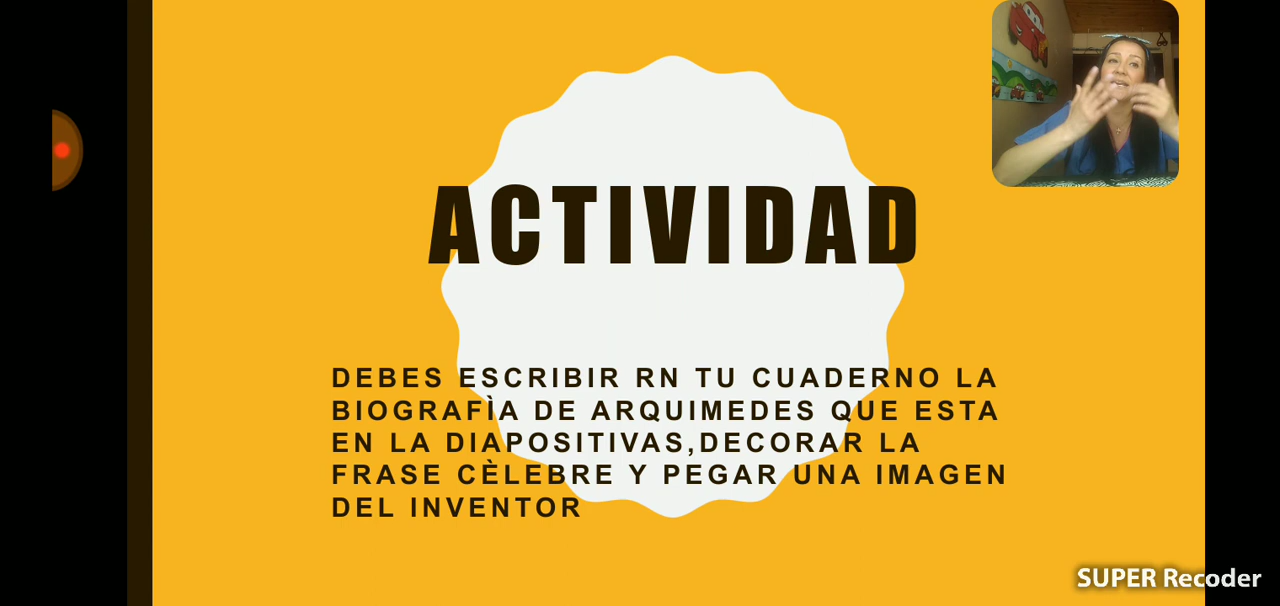 ACTIVIDAD
DEBES ESCRIBIR RN TU CUADERNO LA
BIOGRAFÌA DE ARQUIMEDES QUE ESTA
EN LA DIAPOSITIVAS,DECORAR LA
FRASE CÈLEBRE Y PEGAR UNA IMAGEN
DEL INVENTOR
SUPER Recoder